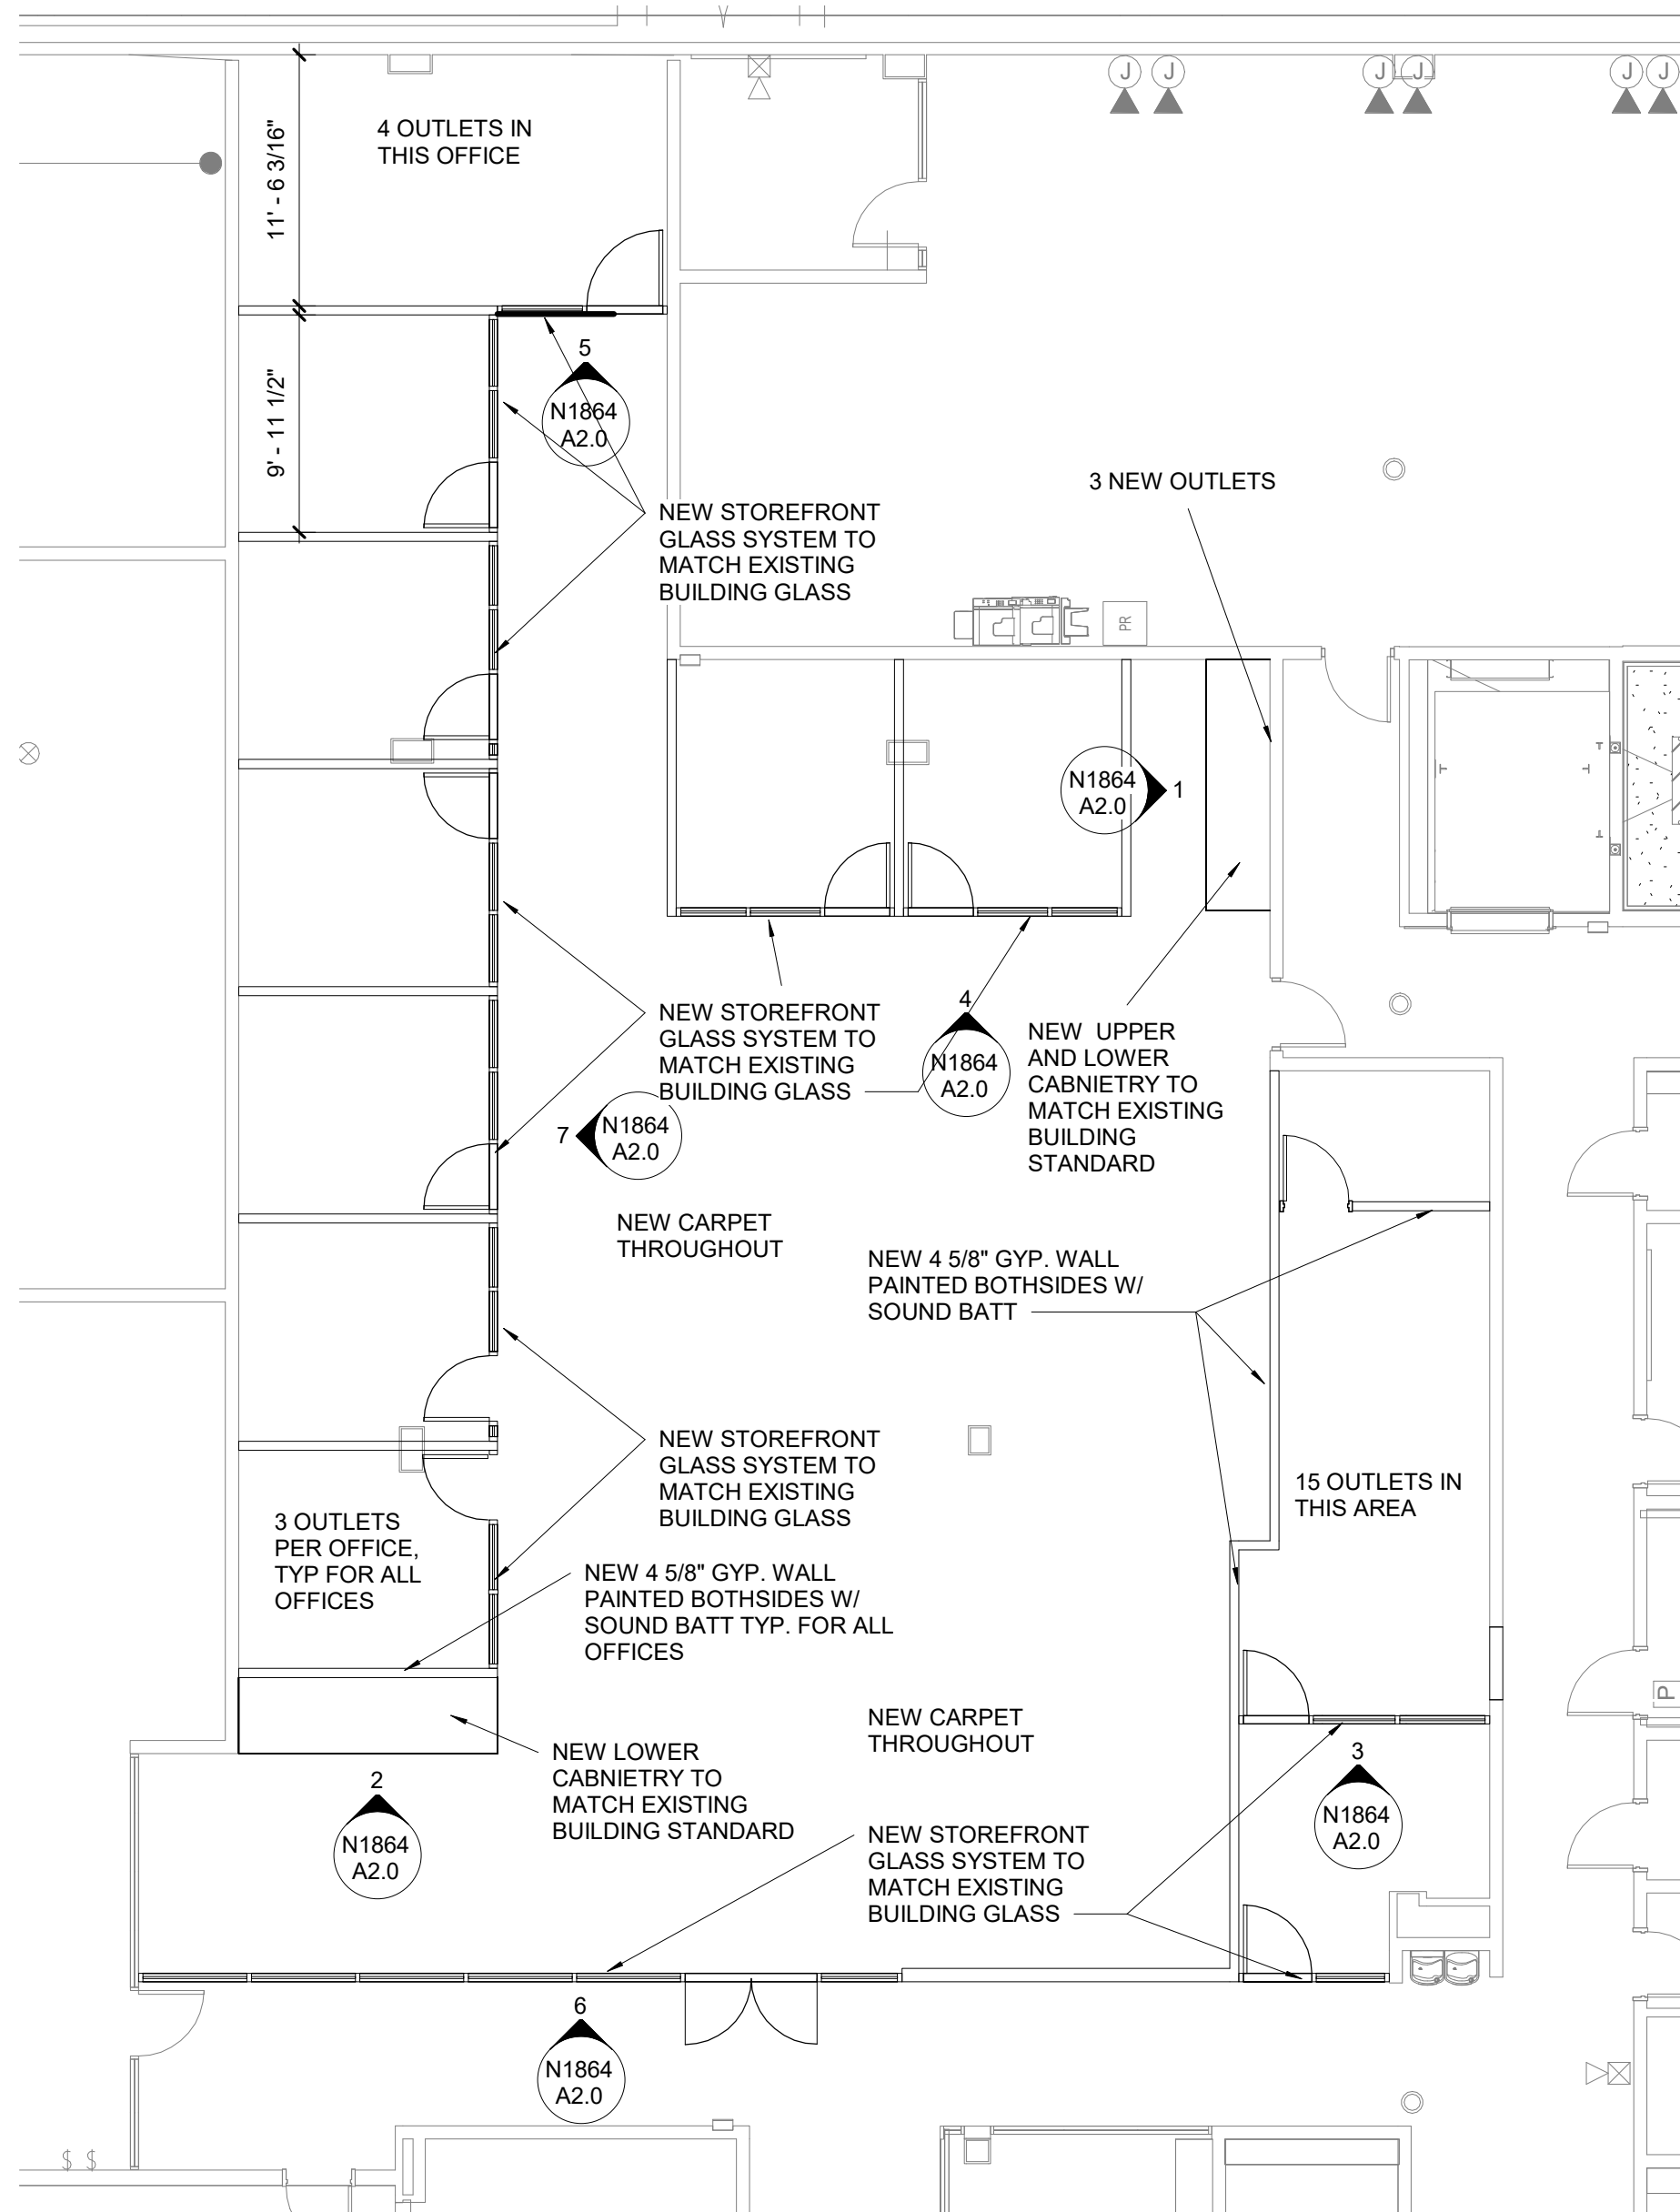 J
J
J
J
J
J
4 OUTLETS IN
THIS OFFICE
11' - 6 3/16"
9' - 11 1/2"
5
N1864
A2.0
3 NEW OUTLETS
NEW STOREFRONT
GLASS SYSTEM TO
MATCH EXISTING
BUILDING GLASS
PR
N1864
A2.0
1
NEW STOREFRONT
GLASS SYSTEM TO
MATCH EXISTING
BUILDING GLASS
4
N1864
A2.0
NEW UPPER
AND LOWER
CABNIETRY TO
MATCH EXISTING
BUILDING
STANDARD
7
N1864
A2.0
NEW CARPET
THROUGHOUT
NEW 4 5/8" GYP. WALL
PAINTED BOTHSIDES W/
SOUND BATT
NEW STOREFRONT
GLASS SYSTEM TO
MATCH EXISTING
BUILDING GLASS
15 OUTLETS IN
THIS AREA
3 OUTLETS
PER OFFICE,
TYP FOR ALL
OFFICES
NEW 4 5/8" GYP. WALL
PAINTED BOTHSIDES W/
SOUND BATT TYP. FOR ALL
OFFICES
P
NEW CARPET
THROUGHOUT
NEW LOWER
CABNIETRY TO
MATCH EXISTING
BUILDING STANDARD
2
N1864
A2.0
3
N1864
A2.0
NEW STOREFRONT
GLASS SYSTEM TO
MATCH EXISTING
BUILDING GLASS
6
N1864
A2.0
$ $